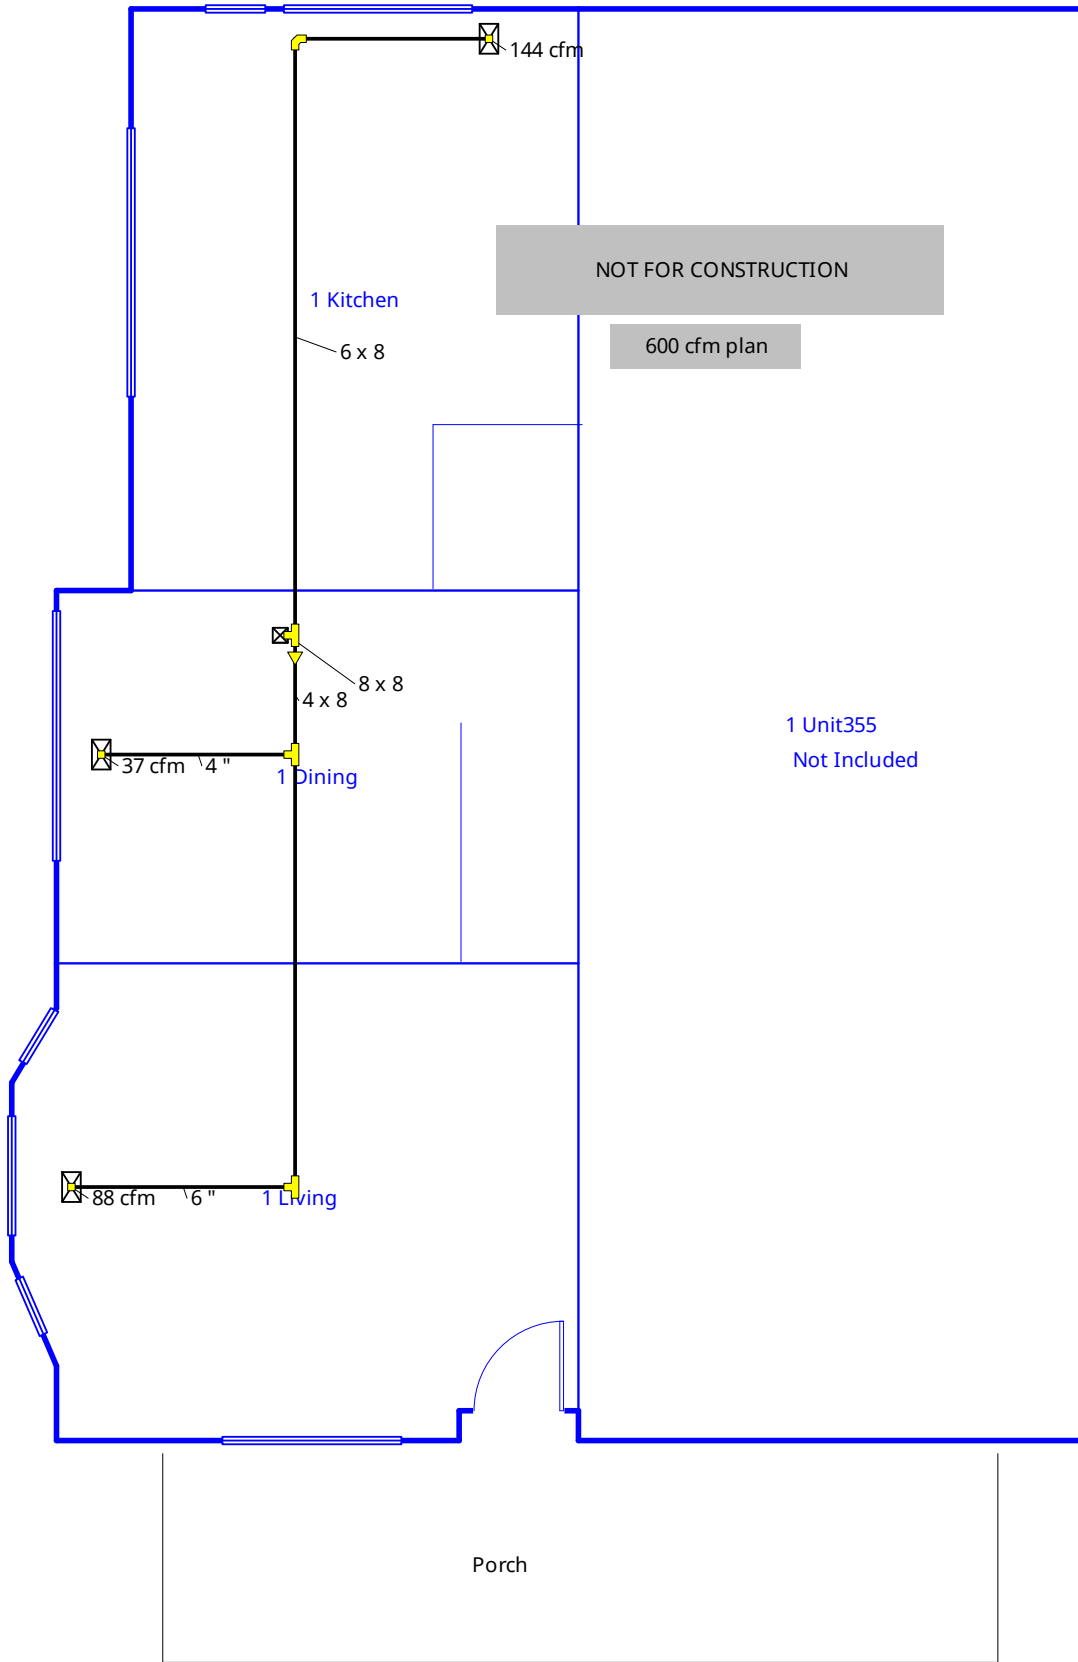 144 cfm
NOT FOR CONSTRUCTION
1 Kitchen
600 cfm plan
6 x 8
8 x 8
4 x 8
1 Unit355
Not Included
37 cfm
4 "
1 Dining
88 cfm
6 "
1 Living
Porch